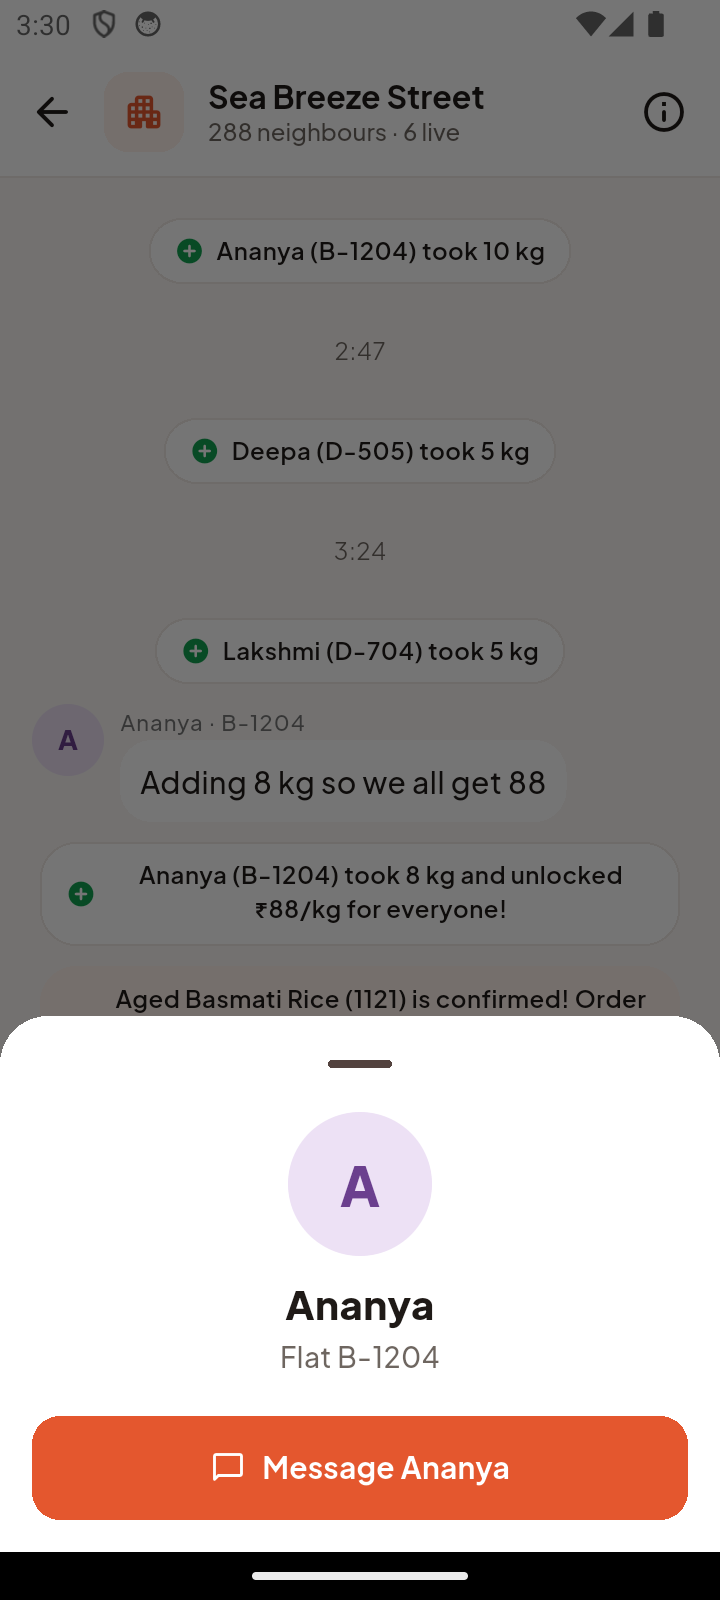 3:30
Sea Breeze Street
288 neighbours · 6 live
Ananya (B-1204) took 10 kg
2:47
Deepa (D-505) took 5 kg
3:24
Lakshmi (D-704) took 5 kg
A
Ananya · B-1204
Adding 8 kg so we all get 88
Ananya (B-1204) took 8 kg and unlocked
₹88/kg for everyone!
Aged Basmati Rice (1121) is confirmed! Order
A
Ananya
Flat B-1204
Message Ananya